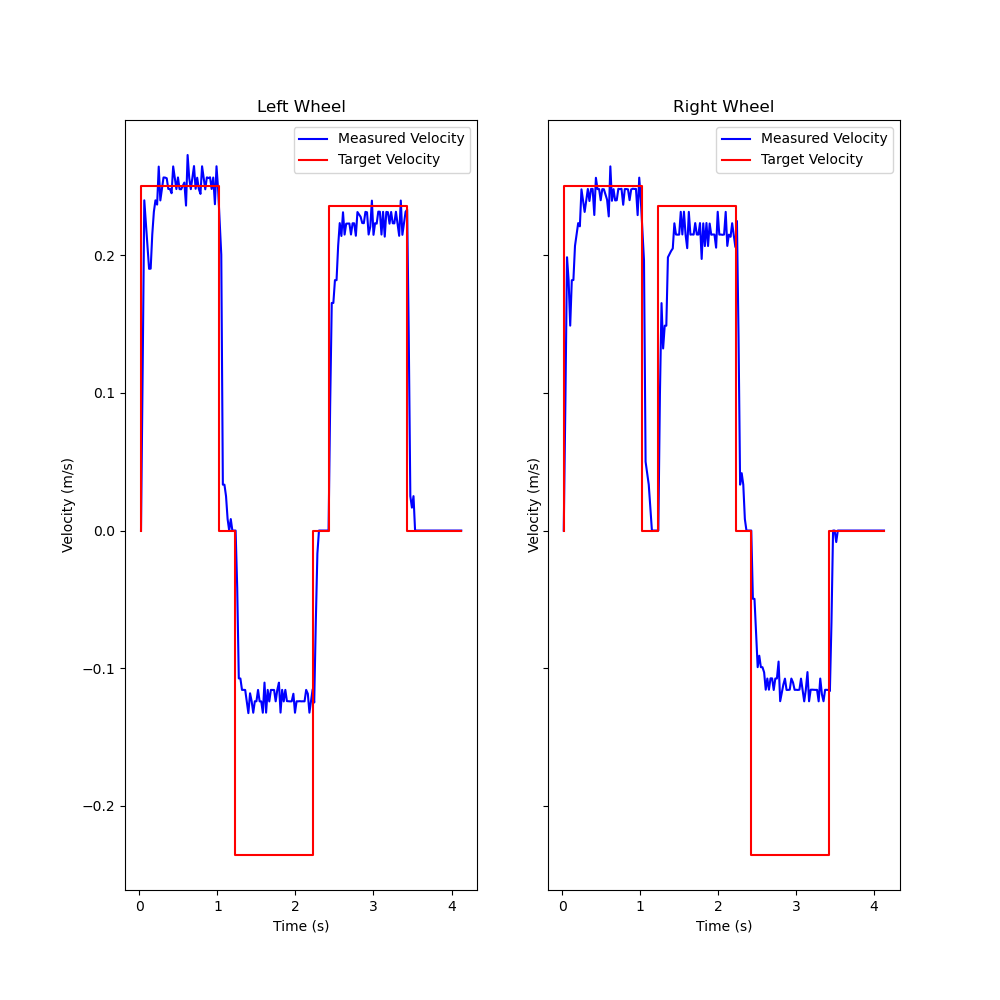 Left Wheel
Measured Velocity
Target Velocity
Velocity (m/s)
0.2
0.1
0.0
−0.1
−0.2
0 1 2 3 4
Time (s)
Right Wheel
Measured Velocity
Target Velocity
Velocity (m/s)
0 1 2 3 4
Time (s)